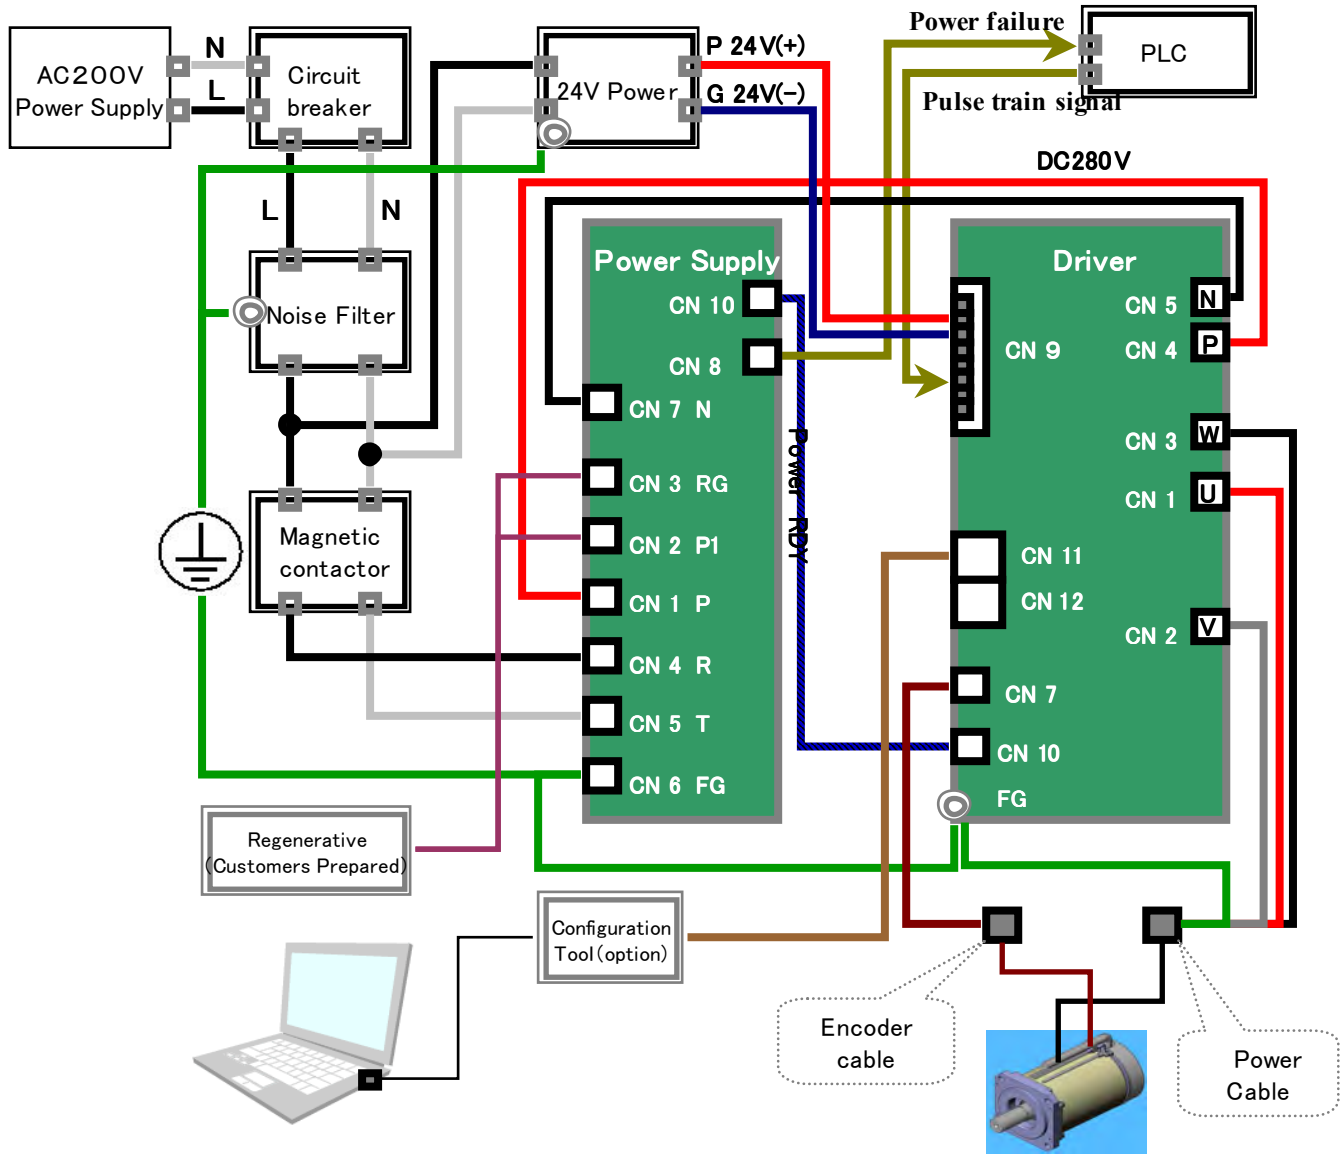 AC200V
Power Supply
N
L
Circuit
breaker
24V Power
P 24V(+)
G 24V(-)
Power failure
PLC
Pulse train signal
DC280V
L
N
Noise Filter
Magnetic
contactor
Power Supply
CN 10
CN 8
CN 7 N
CN 3 RG
CN 2 P1
CN 1 P
CN 4 R
CN 5 T
CN 6 FG
Power RDY
Driver
CN 5 N
CN 4 P
CN 9
CN 3 W
CN 1 U
CN 11
CN 12
CN 2 V
CN 7
CN 10
FG
Regenerative
(Customers Prepared)
Configuration
Tool(option)
Encoder
cable
Power
Cable